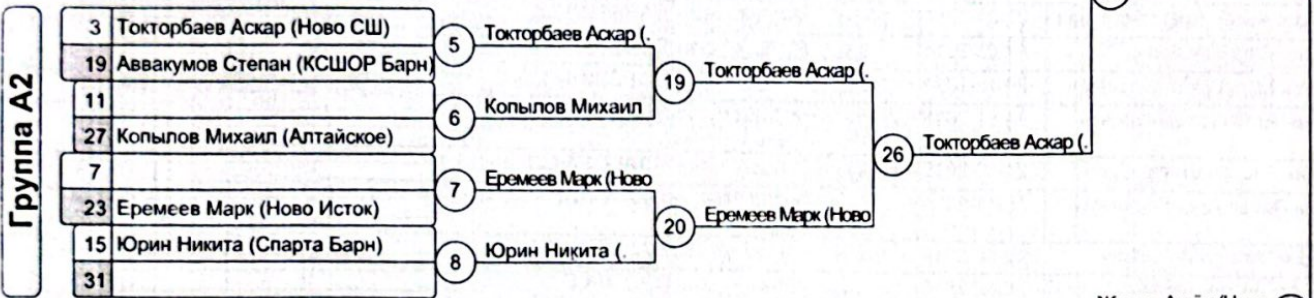 Группа А2
3 Токторбаев Аскар (Ново СШ)
19 Аввакумов Степан (КСШОР Барн)
11
27 Копылов Михаил (Алтайское)
7
23 Еремеев Марк (Ново Исток)
15 Юрин Никита (Спарта Барн)
31
5 Токторбаев Аскар (.
6 Копылов Михаил
7 Еремеев Марк (Ново
8 Юрин Никита (.
19 Токторбаев Аскар (.
20 Еремеев Марк (Ново
26 Токторбаев Аскар (.